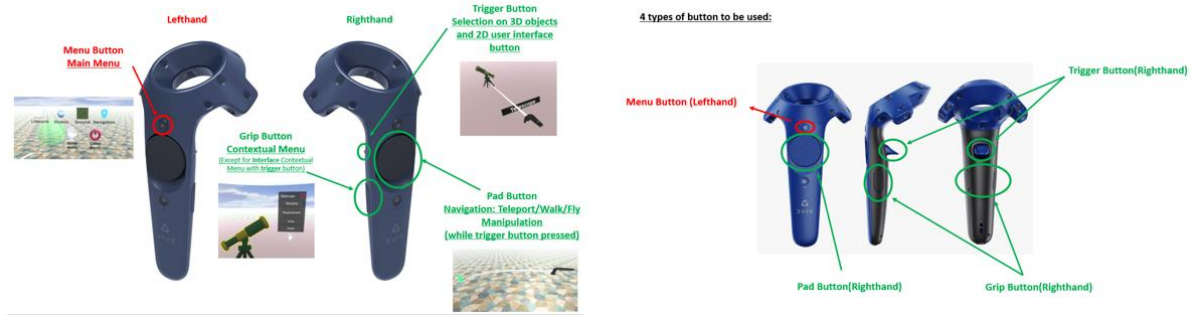 Lefthand
Righthand
Trigger Button
Selection on 3D objects
and 2D user interface
button
Menu Button
Main Menu
Grip Button
Contextual Menu
(Except for Interface Contextual
Menu with trigger button)
Pad Button
Navigation: Teleport/Walk/Fly
Manipulation
(while trigger button pressed)
VIVE
VIVE
4 types of button to be used:
Trigger Button(Righthand)
Menu Button (Lefthand)
Pad Button(Righthand)
Grip Button(Righthand)
VIVE